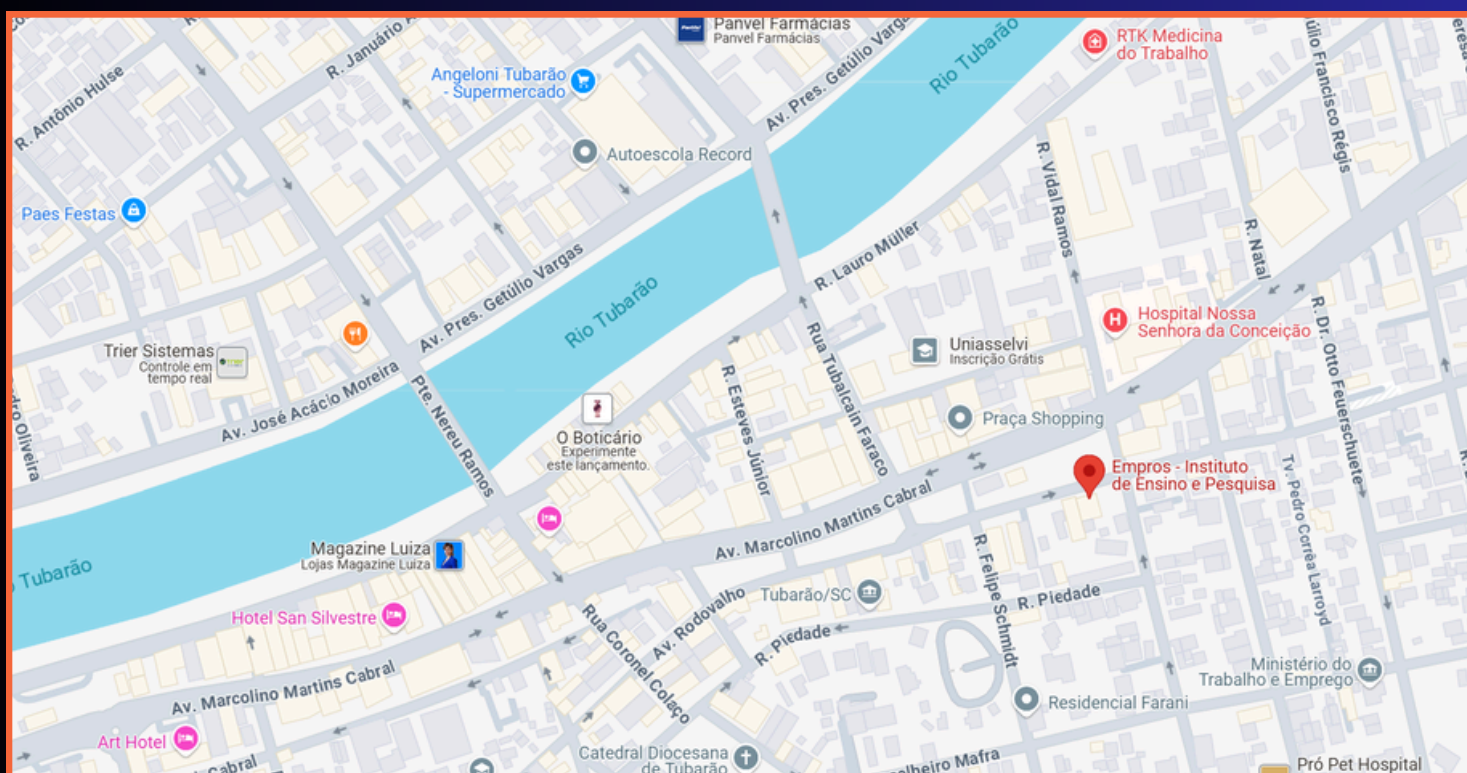 Panvel Farmácias
Panvel Farmácias
RTK Medicina
do Trabalho
R. Januário
Angeloni Tubarão
- Supermercado
Rio Tubarão
R. Antônio Hulse
Av. Pres. Getúlio Vargas
Francisco Régis
Autoescola Record
R. Vidal Ramos
Paes Festas
R. Natal
Av. Pres. Getúlio Vargas
R. Lauro Müller
Rio Tubarão
Hospital Nossa
Senhora da Conceição
Trier Sistemas
Controle em
tempo real
TRIER
Uniasselvi
Inscrição Grátis
R. Dr. Otto Feuerschuete
Rua Tubalcain Faraco
R. Esteves Júnior
Av. José Acácio Moreira
Pte. Nereu Ramos
Oliveira
O Boticário
Experimente
este lançamento.
Praça Shopping
Empros - Instituto
de Ensino e Pesquisa
Av. Marcolino Martins Cabral
Tv. Pedro Corrêa Larroyd
Magazine Luiza
Lojas Magazine Luiza
Tubarão
R. Felipe Schmidt
Tubarão/SC
R. Piedade
Hotel San Silvestre
Av. Rodovalho
R. Piedade
Rua Coronel Colaço
Ministério do
Trabalho e Emprego
Av. Marcolino Martins Cabral
Residencial Farani
Art Hotel
Catedral Diocesana
de Tubarão
Cabral
Mafra
Pró Pet Hospital